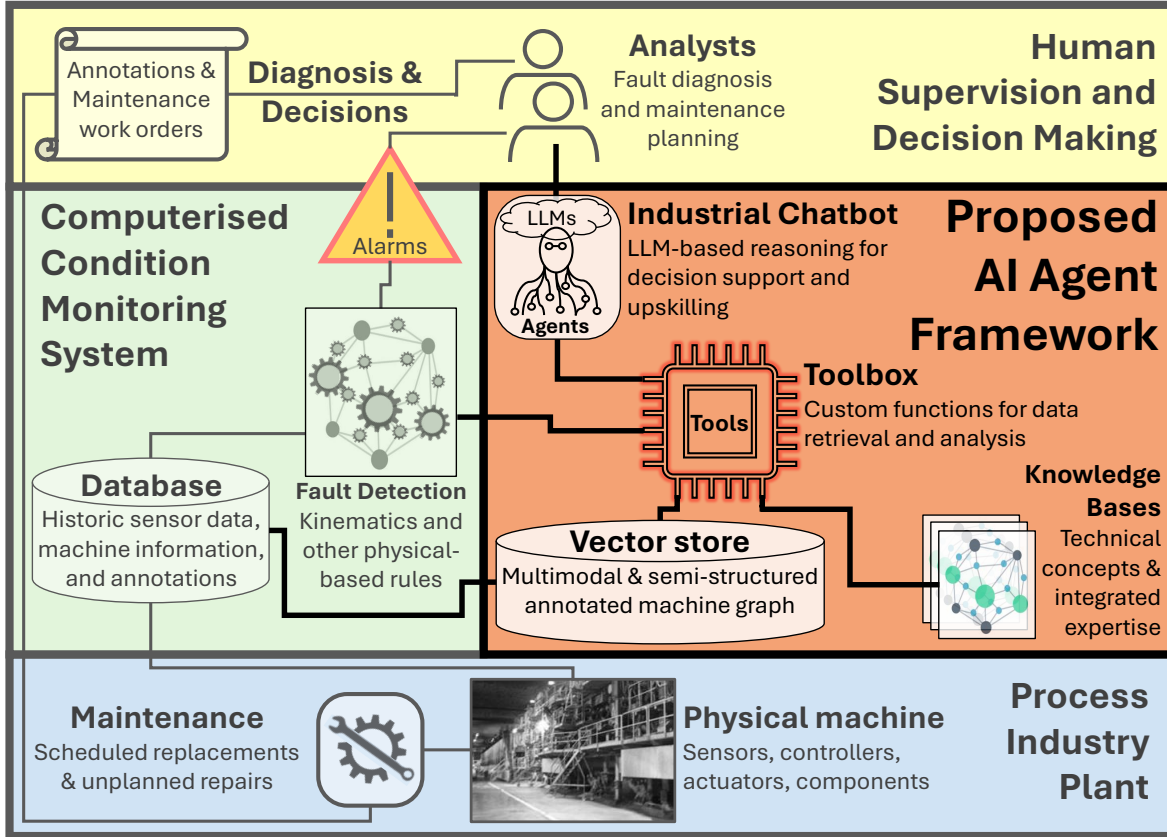 Annotations &
Maintenance
work orders
Diagnosis &
Decisions
Analysts
Fault diagnosis
and maintenance
planning
Human
Supervision and
Decision Making
Computerised
Condition
Monitoring
System
Alarms
LLMs
Agents
Industrial Chatbot
LLM-based reasoning for
decision support and
upskilling
Proposed
AI Agent
Framework
Toolbox
Custom functions for data
retrieval and analysis
Tools
Database
Historic sensor data,
machine information,
and annotations
Fault Detection
Kinematics and
other physical-
based rules
Vector store
Multimodal & semi-structured
annotated machine graph
Knowledge
Bases
Technical
concepts &
integrated
expertise
Maintenance
Scheduled replacements
& unplanned repairs
Physical machine
Sensors, controllers,
actuators, components
Process
Industry
Plant